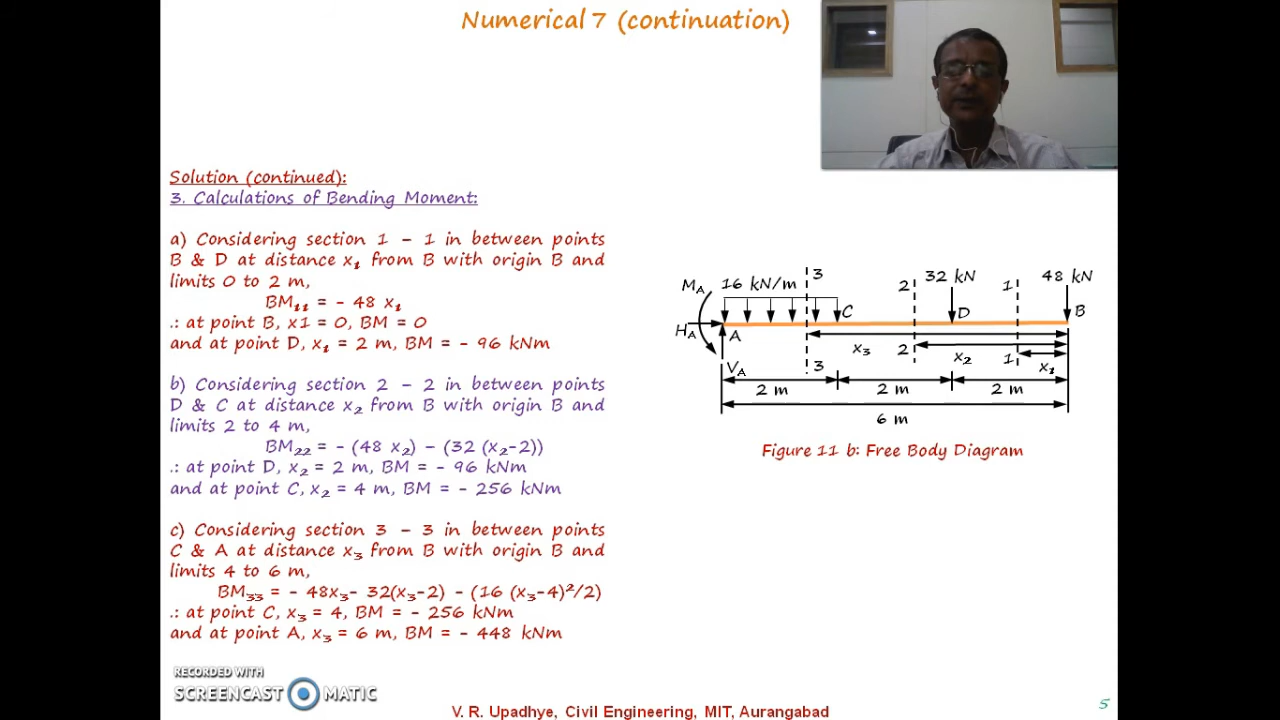 Numerical 7 (continuation)
Solution (continued):
3. Calculations of Bending Moment:
a) Considering section 1 - 1 in between points
B & D at distance x₁ from B with origin B and
limits 0 to 2 m,
BM₁₁ = - 48 x₁
.: at point B, x1 = 0, BM = 0
and at point D, x₁ = 2 m, BM = - 96 kNm
b) Considering section 2 - 2 in between points
D & C at distance x₂ from B with origin B and
limits 2 to 4 m,
BM₂₂ = - (48 x₂) - (32 (x₂-2))
.: at point D, x₂ = 2 m, BM = - 96 kNm
and at point C, x₂ = 4 m, BM = - 256 kNm
c) Considering section 3 - 3 in between points
C & A at distance x₃ from B with origin B and
limits 4 to 6 m,
BM₃₃ = - 48x₃- 32(x₃-2) - (16 (x₃-4)²/2)
.: at point C, x₃ = 4, BM = - 256 kNm
and at point A, x₃ = 6 m, BM = - 448 kNm
M_A 16 kN/m 3 2 32 kN 1 48 kN
C D B
H_A A
V_A 3 x₃ 2 x₂ 1 x₁
2 m 2 m 2 m
6 m
Figure 11 b: Free Body Diagram
RECORDED WITH
SCREENCAST MATIC
V. R. Upadhye, Civil Engineering, MIT, Aurangabad
5